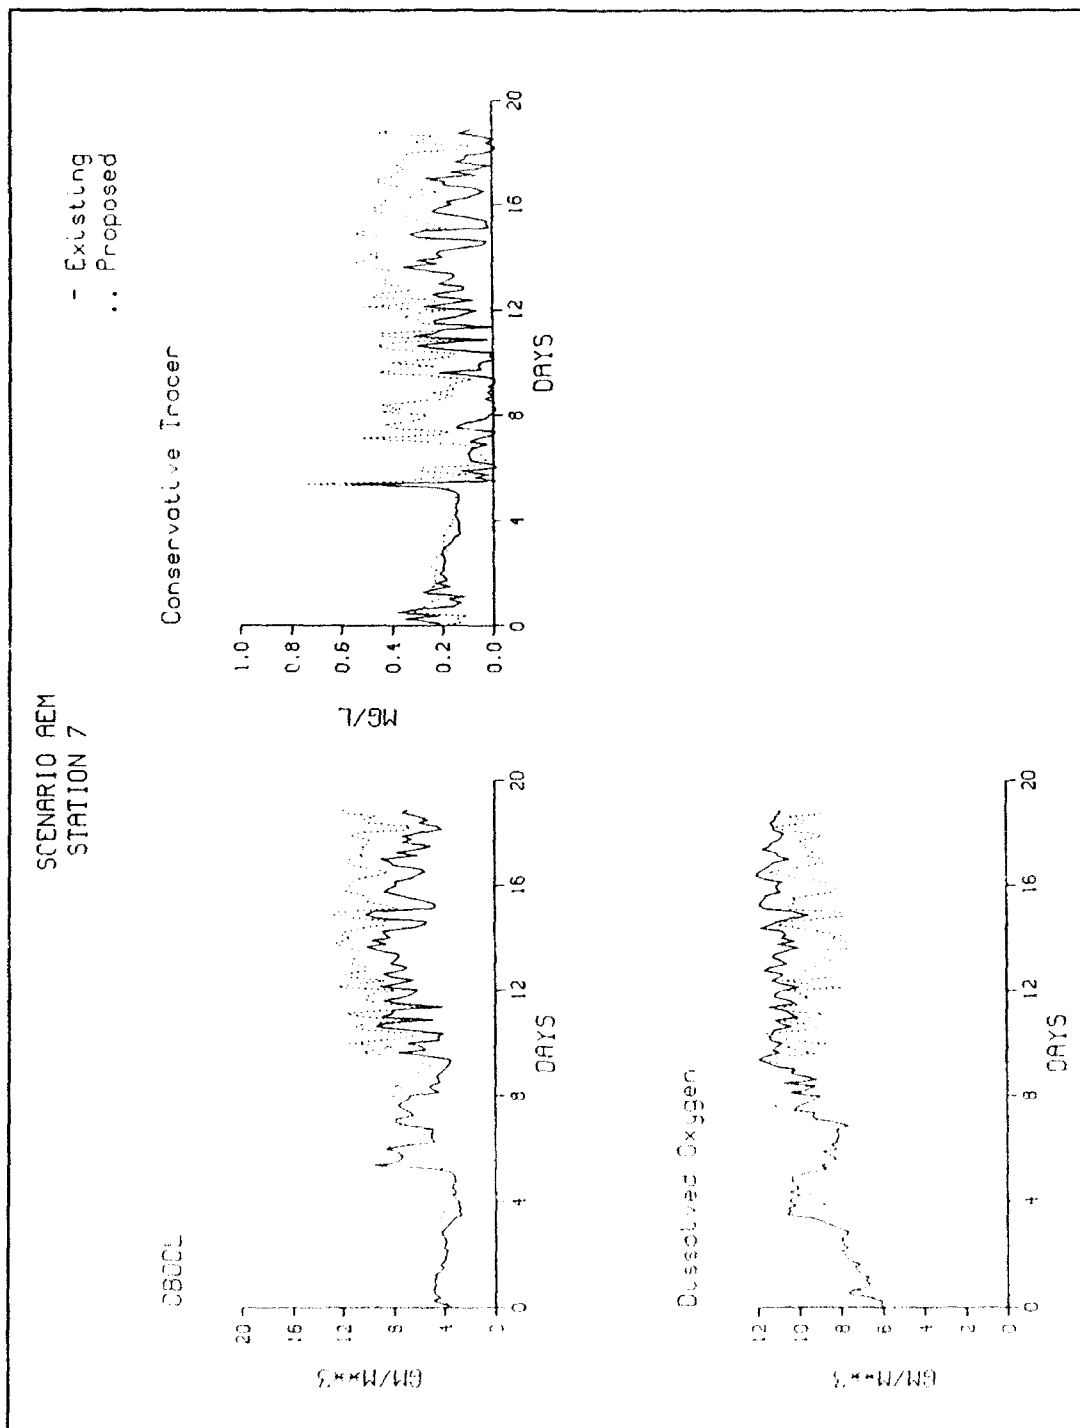 SCENARIO AEM
STATION 7
- Existing
.. Proposed
CBODL
GM/M**3
20
16
12
8
4
0
0
4
8
12
16
20
DAYS
Conservative Tracer
MG/L
1.0
0.8
0.6
0.4
0.2
0.0
0
4
8
12
16
20
DAYS
Dissolved Oxygen
GM/M**3
12
10
8
6
4
2
0
0
4
8
12
16
20
DAYS